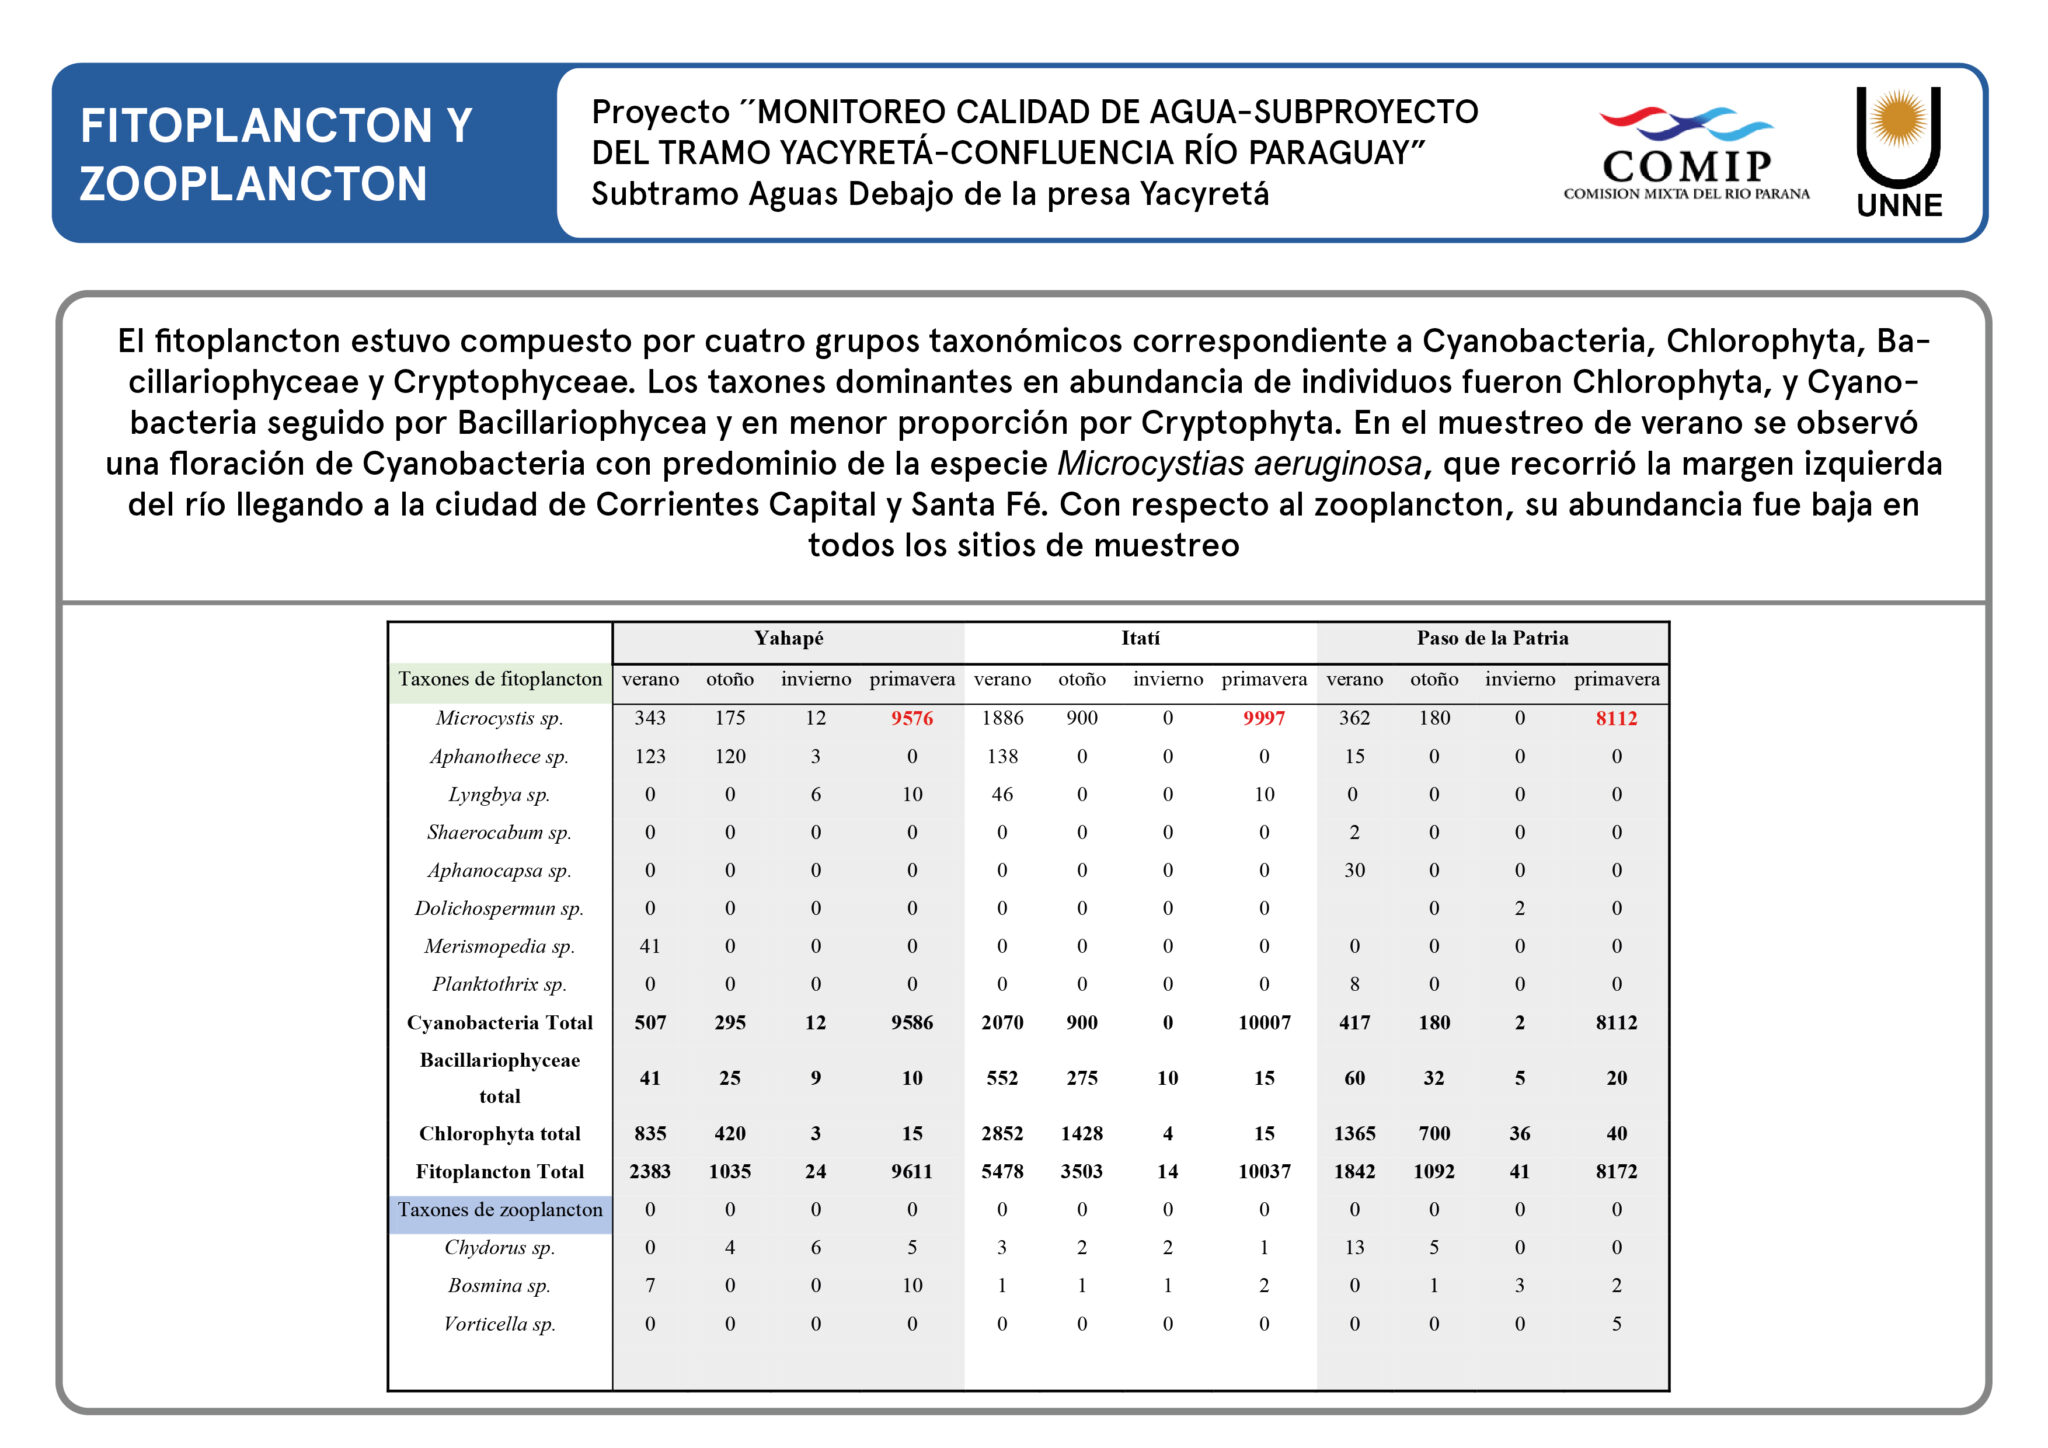 FITOPLANCTON Y
ZOOPLANCTON
Proyecto ´´MONITOREO CALIDAD DE AGUA-SUBPROYECTO
DEL TRAMO YACYRETÁ-CONFLUENCIA RÍO PARAGUAY”
Subtramo Aguas Debajo de la presa Yacyretá
COMIP
COMISION MIXTA DEL RIO PARANA
UNNE
El fitoplancton estuvo compuesto por cuatro grupos taxonómicos correspondiente a Cyanobacteria, Chlorophyta, Ba-
cillariophyceae y Cryptophyceae. Los taxones dominantes en abundancia de individuos fueron Chlorophyta, y Cyano-
bacteria seguido por Bacillariophycea y en menor proporción por Cryptophyta. En el muestreo de verano se observó
una floración de Cyanobacteria con predominio de la especie Microcystias aeruginosa, que recorrió la margen izquierda
del río llegando a la ciudad de Corrientes Capital y Santa Fé. Con respecto al zooplancton, su abundancia fue baja en
todos los sitios de muestreo
Yahapé Itatí Paso de la Patria
Taxones de fitoplancton verano otoño invierno primavera verano otoño invierno primavera verano otoño invierno primavera
Microcystis sp. 343 175 12 9576 1886 900 0 9997 362 180 0 8112
Aphanothece sp. 123 120 3 0 138 0 0 0 15 0 0 0
Lyngbya sp. 0 0 6 10 46 0 0 10 0 0 0 0
Shaerocabum sp. 0 0 0 0 0 0 0 0 2 0 0 0
Aphanocapsa sp. 0 0 0 0 0 0 0 0 30 0 0 0
Dolichospermun sp. 0 0 0 0 0 0 0 0 0 2 0
Merismopedia sp. 41 0 0 0 0 0 0 0 0 0 0 0
Planktothrix sp. 0 0 0 0 0 0 0 0 8 0 0 0
Cyanobacteria Total 507 295 12 9586 2070 900 0 10007 417 180 2 8112
Bacillariophyceae
total 41 25 9 10 552 275 10 15 60 32 5 20
Chlorophyta total 835 420 3 15 2852 1428 4 15 1365 700 36 40
Fitoplancton Total 2383 1035 24 9611 5478 3503 14 10037 1842 1092 41 8172
Taxones de zooplancton 0 0 0 0 0 0 0 0 0 0 0 0
Chydorus sp. 0 4 6 5 3 2 2 1 13 5 0 0
Bosmina sp. 7 0 0 10 1 1 1 2 0 1 3 2
Vorticella sp. 0 0 0 0 0 0 0 0 0 0 0 5